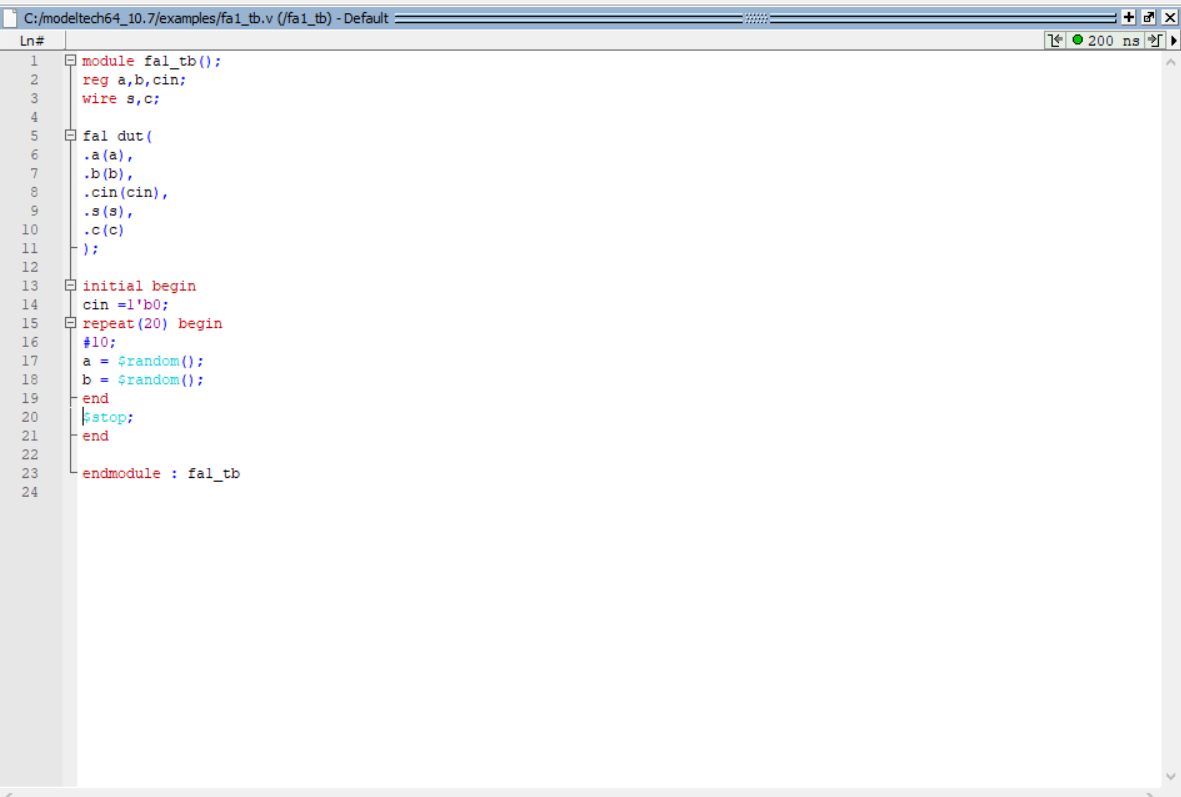 C:/modeltech64_10.7/examples/fa1_tb.v (/fa1_tb) - Default
Ln#
200 ns
1 module fa1_tb();
2 reg a,b,cin;
3 wire s,c;
4
5 fa1 dut(
6 .a(a),
7 .b(b),
8 .cin(cin),
9 .s(s),
10 .c(c)
11 );
12
13 initial begin
14 cin =1'b0;
15 repeat(20) begin
16 #10;
17 a = $random();
18 b = $random();
19 end
20 $stop;
21 end
22
23 endmodule : fa1_tb
24